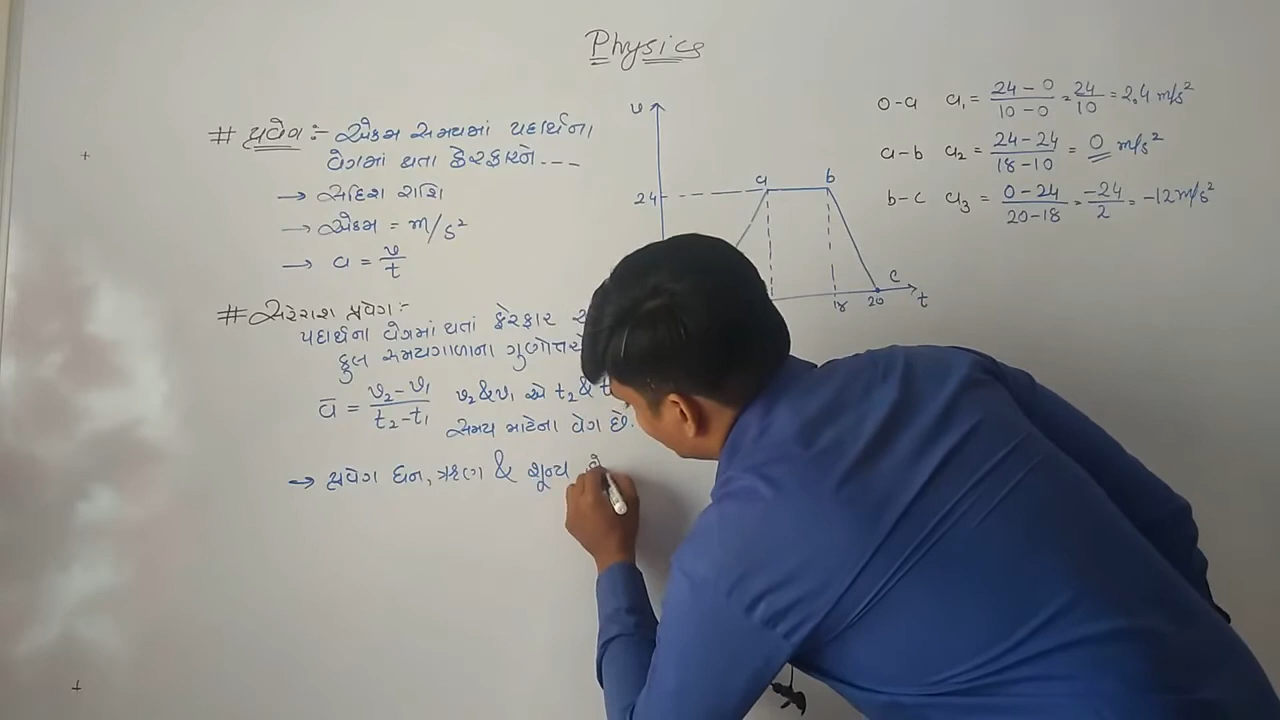 Physics
# પ્રવેગ :- એકમ સમયમાં પદાર્થના
વેગમાં થતા ફેરફારને ---
→ સદિશ રાશિ
→ એકમ = m/s²
→ a = v/t
# સરેરાશ પ્રવેગ :-
પદાર્થના વેગમાં થતાં ફેરફાર
કુલ સમયગાળાના
a̅ = v₂-v₁ / t₂-t₁ v₂ & v₁ એ t₂ & t
સમય માટેના વેગ છે.
→ પ્રવેગ ધન, ઋણ & શૂન્ય
v
24
a b
c
18 20 t
0-a a₁ = 24-0 / 10-0 = 24/10 = 2.4 m/s²
a-b a₂ = 24-24 / 18-10 = 0 m/s²
b-c a₃ = 0-24 / 20-18 = -24/2 = -12 m/s²